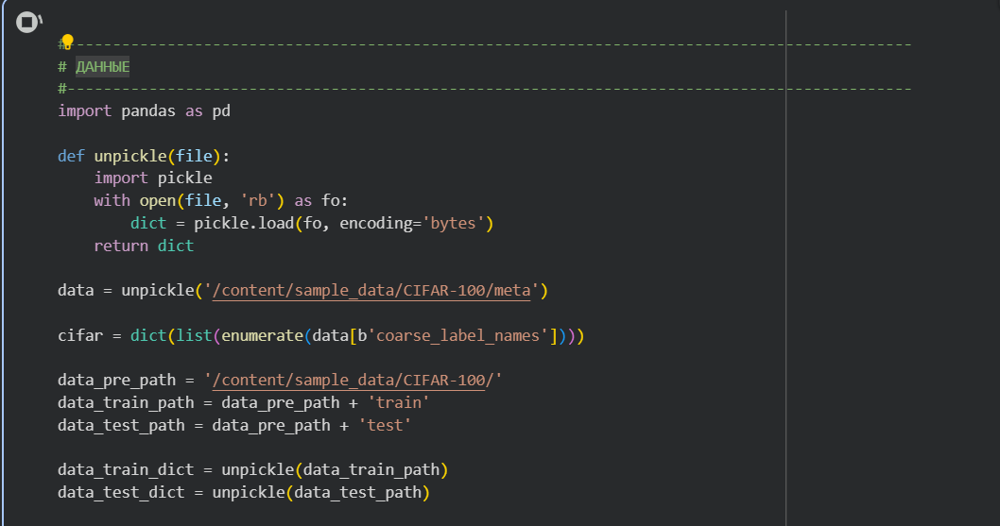 #--------------------------------------------------------------------------------------------
# ДАННЫЕ
#--------------------------------------------------------------------------------------------
import pandas as pd
def unpickle(file):
    import pickle
    with open(file, 'rb') as fo:
        dict = pickle.load(fo, encoding='bytes')
    return dict
data = unpickle('/content/sample_data/CIFAR-100/meta')
cifar = dict(list(enumerate(data[b'coarse_label_names'])))
data_pre_path = '/content/sample_data/CIFAR-100/'
data_train_path = data_pre_path + 'train'
data_test_path = data_pre_path + 'test'
data_train_dict = unpickle(data_train_path)
data_test_dict = unpickle(data_test_path)